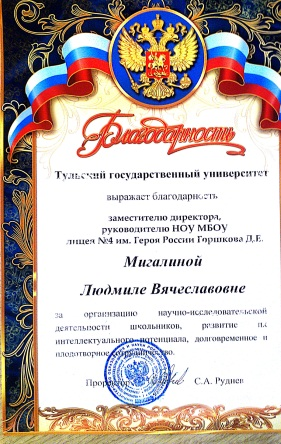 Благодарность
Тульский государственный университет
выражает благодарность
заместителю директора,
руководителю НОУ МБОУ
лицея №4 им. Героя России Горшкова Д.Е.
Мигалиной
Людмиле Вячеславовне
за организацию научно-исследовательской
деятельности школьников, развитие их
интеллектуального потенциала, долговременное и
плодотворное сотрудничество.
Проректор С.А. Руднев